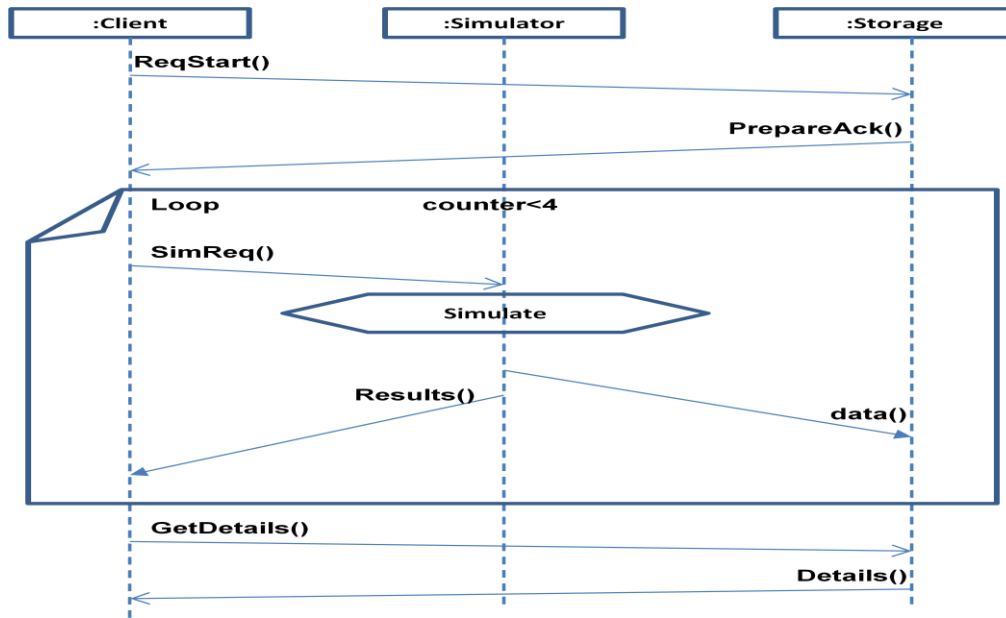 :Client
:Simulator
:Storage
ReqStart()
PrepareAck()
Loop counter<4
SimReq()
Simulate
Results()
data()
GetDetails()
Details()